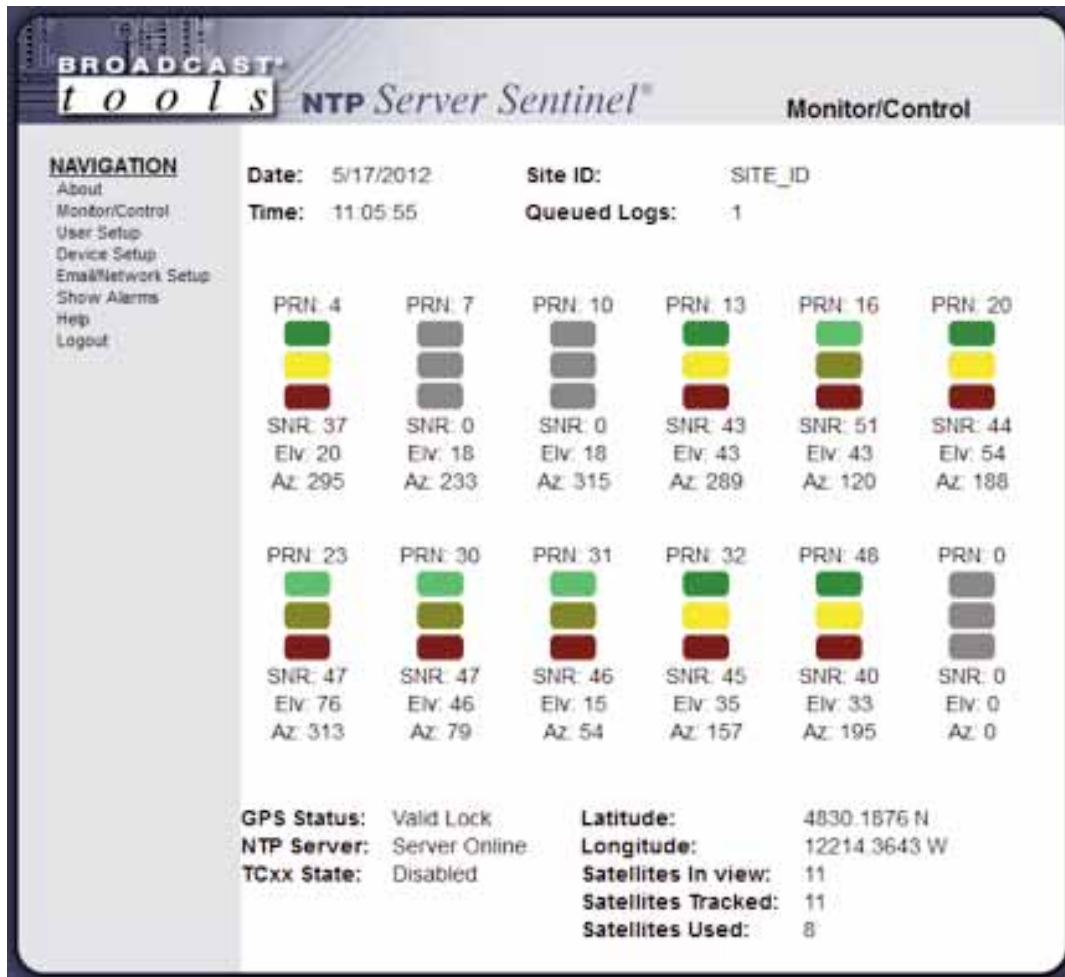 BROADCAST®
tools NTP Server Sentinel® Monitor/Control
NAVIGATION
About
Monitor/Control
User Setup
Device Setup
Email/Network Setup
Show Alarms
Help
Logout
Date: 5/17/2012 Site ID: SITE_ID
Time: 11:05:55 Queued Logs: 1
PRN: 4 PRN: 7 PRN: 10 PRN: 13 PRN: 16 PRN: 20
SNR: 37 SNR: 0 SNR: 0 SNR: 43 SNR: 51 SNR: 44
Elv: 20 Elv: 18 Elv: 18 Elv: 43 Elv: 43 Elv: 54
Az: 295 Az: 233 Az: 315 Az: 289 Az: 120 Az: 188
PRN: 23 PRN: 30 PRN: 31 PRN: 32 PRN: 48 PRN: 0
SNR: 47 SNR: 47 SNR: 46 SNR: 45 SNR: 40 SNR: 0
Elv: 76 Elv: 46 Elv: 15 Elv: 35 Elv: 33 Elv: 0
Az: 313 Az: 79 Az: 54 Az: 157 Az: 195 Az: 0
GPS Status: Valid Lock Latitude: 4830.1876 N
NTP Server: Server Online Longitude: 12214.3643 W
TCxx State: Disabled Satellites In view: 11
Satellites Tracked: 11
Satellites Used: 8